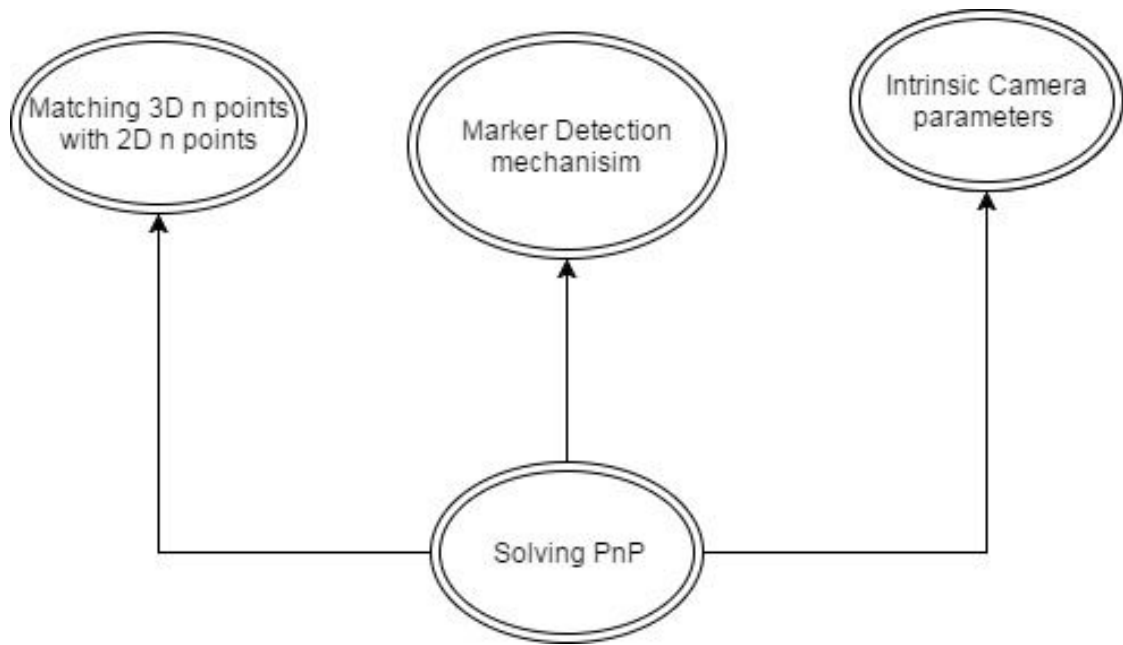 Matching 3D n points
with 2D n points
Marker Detection
mechanisim
Intrinsic Camera
parameters
Solving PnP